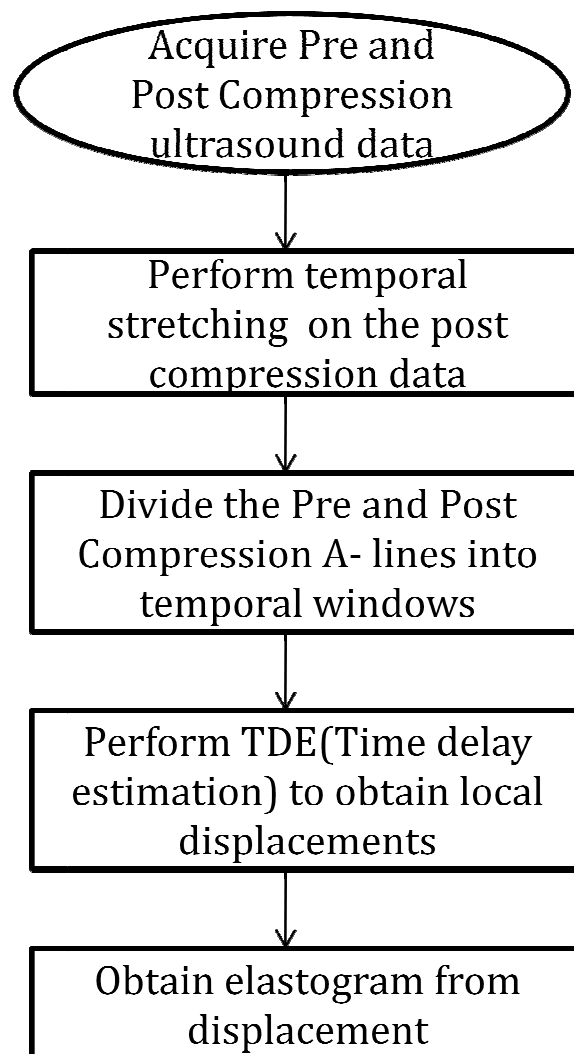 Acquire Pre and
Post Compression
ultrasound data
Perform temporal
stretching  on the post
compression data
Divide the Pre and Post
Compression A- lines into
temporal windows
Perform TDE(Time delay
estimation) to obtain local
displacements
Obtain elastogram from
displacement